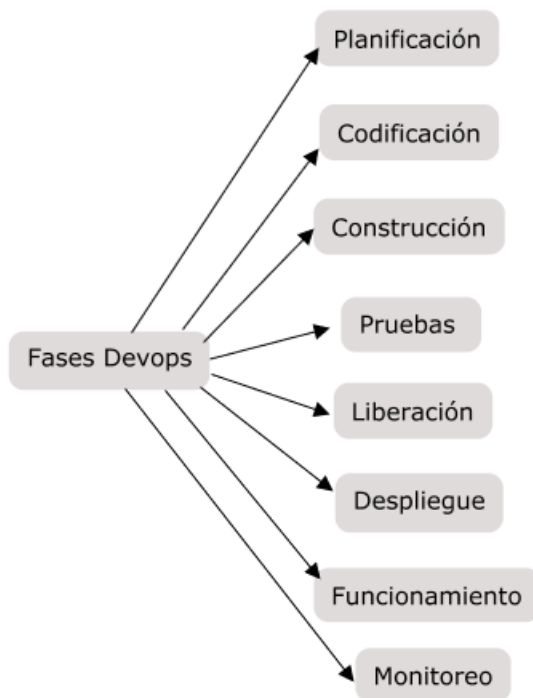 Planificación
Codificación
Construcción
Pruebas
Fases Devops
Liberación
Despliegue
Funcionamiento
Monitoreo